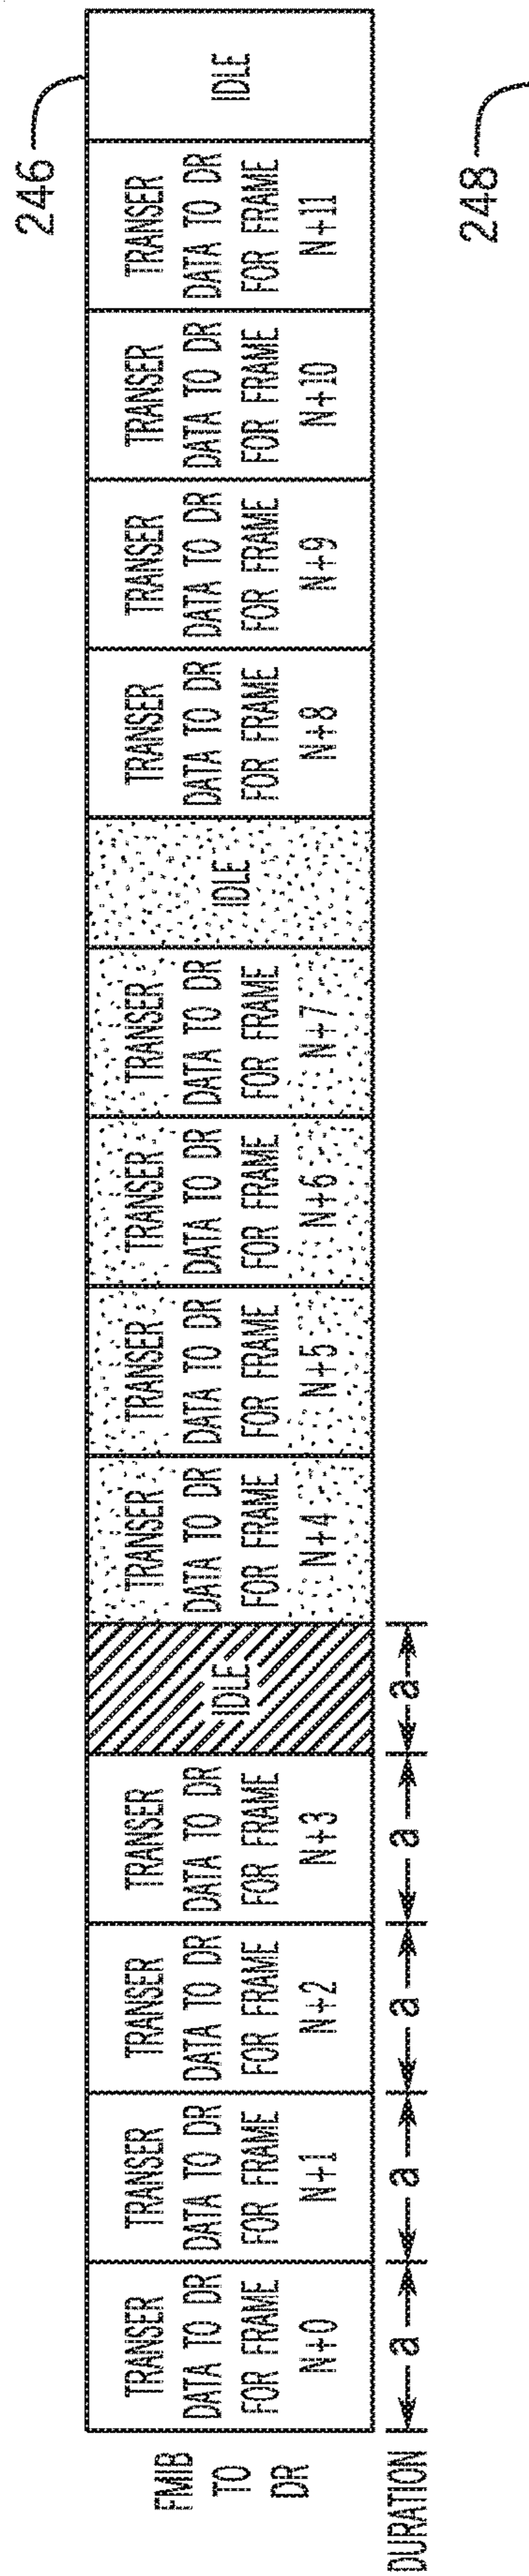 246
248
FMIB
TO
DR
TRANSER
DATA TO DR
FOR FRAME
N+0
TRANSER
DATA TO DR
FOR FRAME
N+1
TRANSER
DATA TO DR
FOR FRAME
N+2
TRANSER
DATA TO DR
FOR FRAME
N+3
IDLE
TRANSER
DATA TO DR
FOR FRAME
N+4
TRANSER
DATA TO DR
FOR FRAME
N+5
TRANSER
DATA TO DR
FOR FRAME
N+6
TRANSER
DATA TO DR
FOR FRAME
N+7
IDLE
TRANSER
DATA TO DR
FOR FRAME
N+8
TRANSER
DATA TO DR
FOR FRAME
N+9
TRANSER
DATA TO DR
FOR FRAME
N+10
TRANSER
DATA TO DR
FOR FRAME
N+11
IDLE
DURATION
a
a
a
a
a